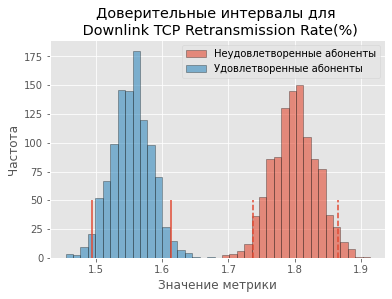 Доверительные интервалы для
Downlink TCP Retransmission Rate(%)
Неудовлетворенные абоненты
Удовлетворенные абоненты
Частота
175
150
125
100
75
50
25
0
1.5 1.6 1.7 1.8 1.9
Значение метрики